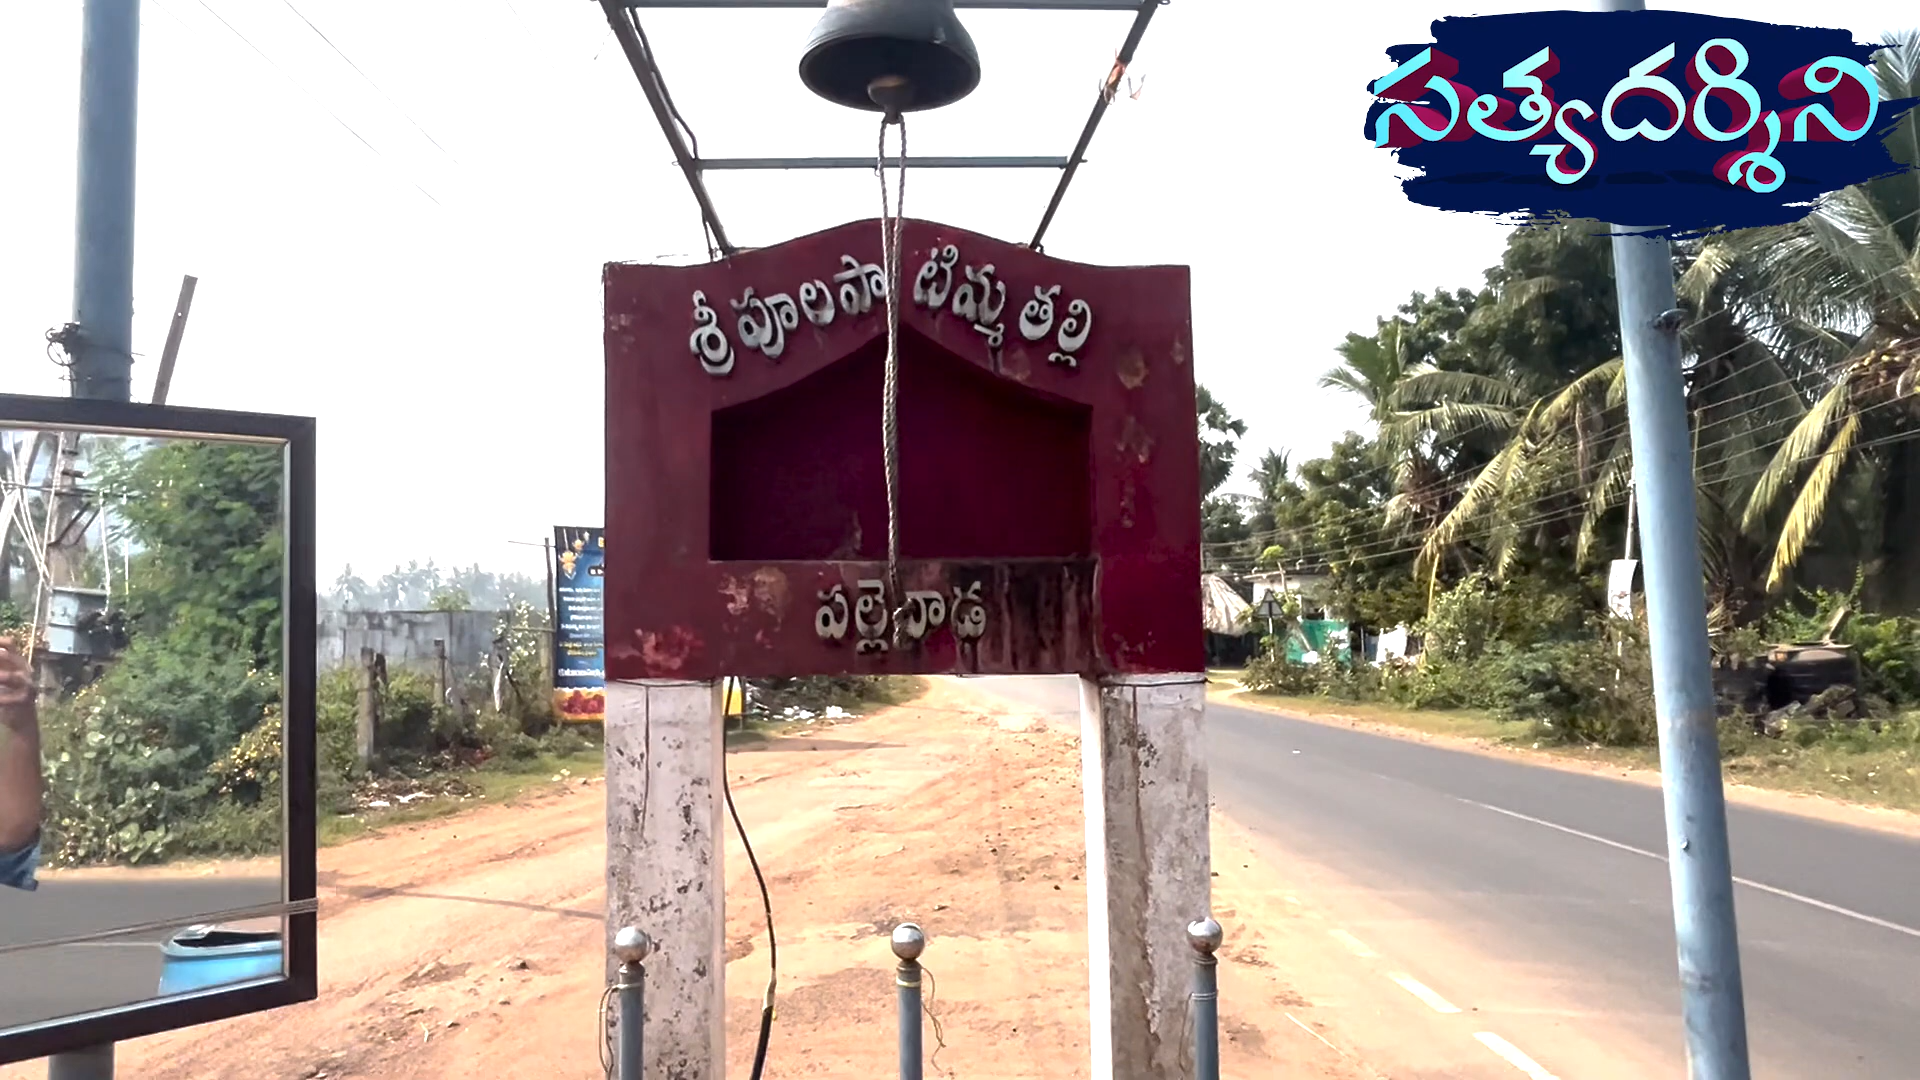 సత్యదర్శిని
శ్రీ పూలపాటిమ్మ తల్లి
పల్లెవాడ